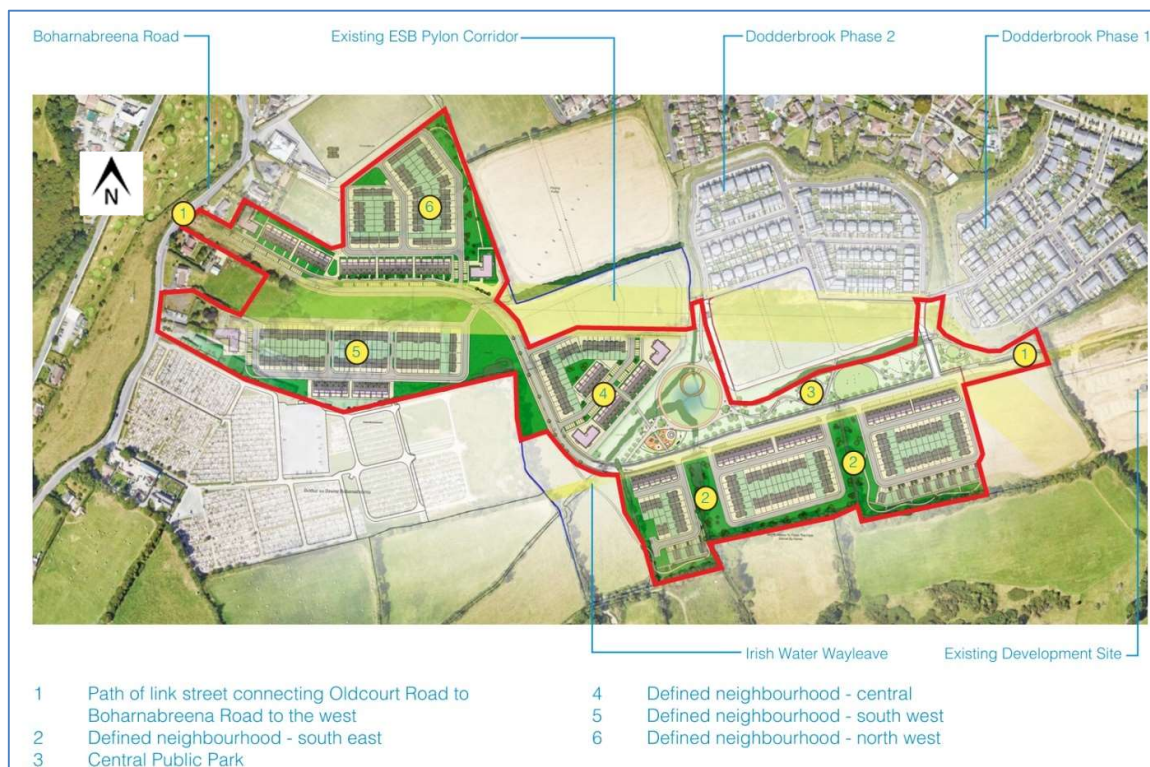 Boharnabreena Road
Existing ESB Pylon Corridor
Dodderbrook Phase 2
Dodderbrook Phase 1
N
1
6
5
4
3
1
2
2
Irish Water Wayleave
Existing Development Site
1 Path of link street connecting Oldcourt Road to
Boharnabreena Road to the west
2 Defined neighbourhood - south east
3 Central Public Park
4 Defined neighbourhood - central
5 Defined neighbourhood - south west
6 Defined neighbourhood - north west